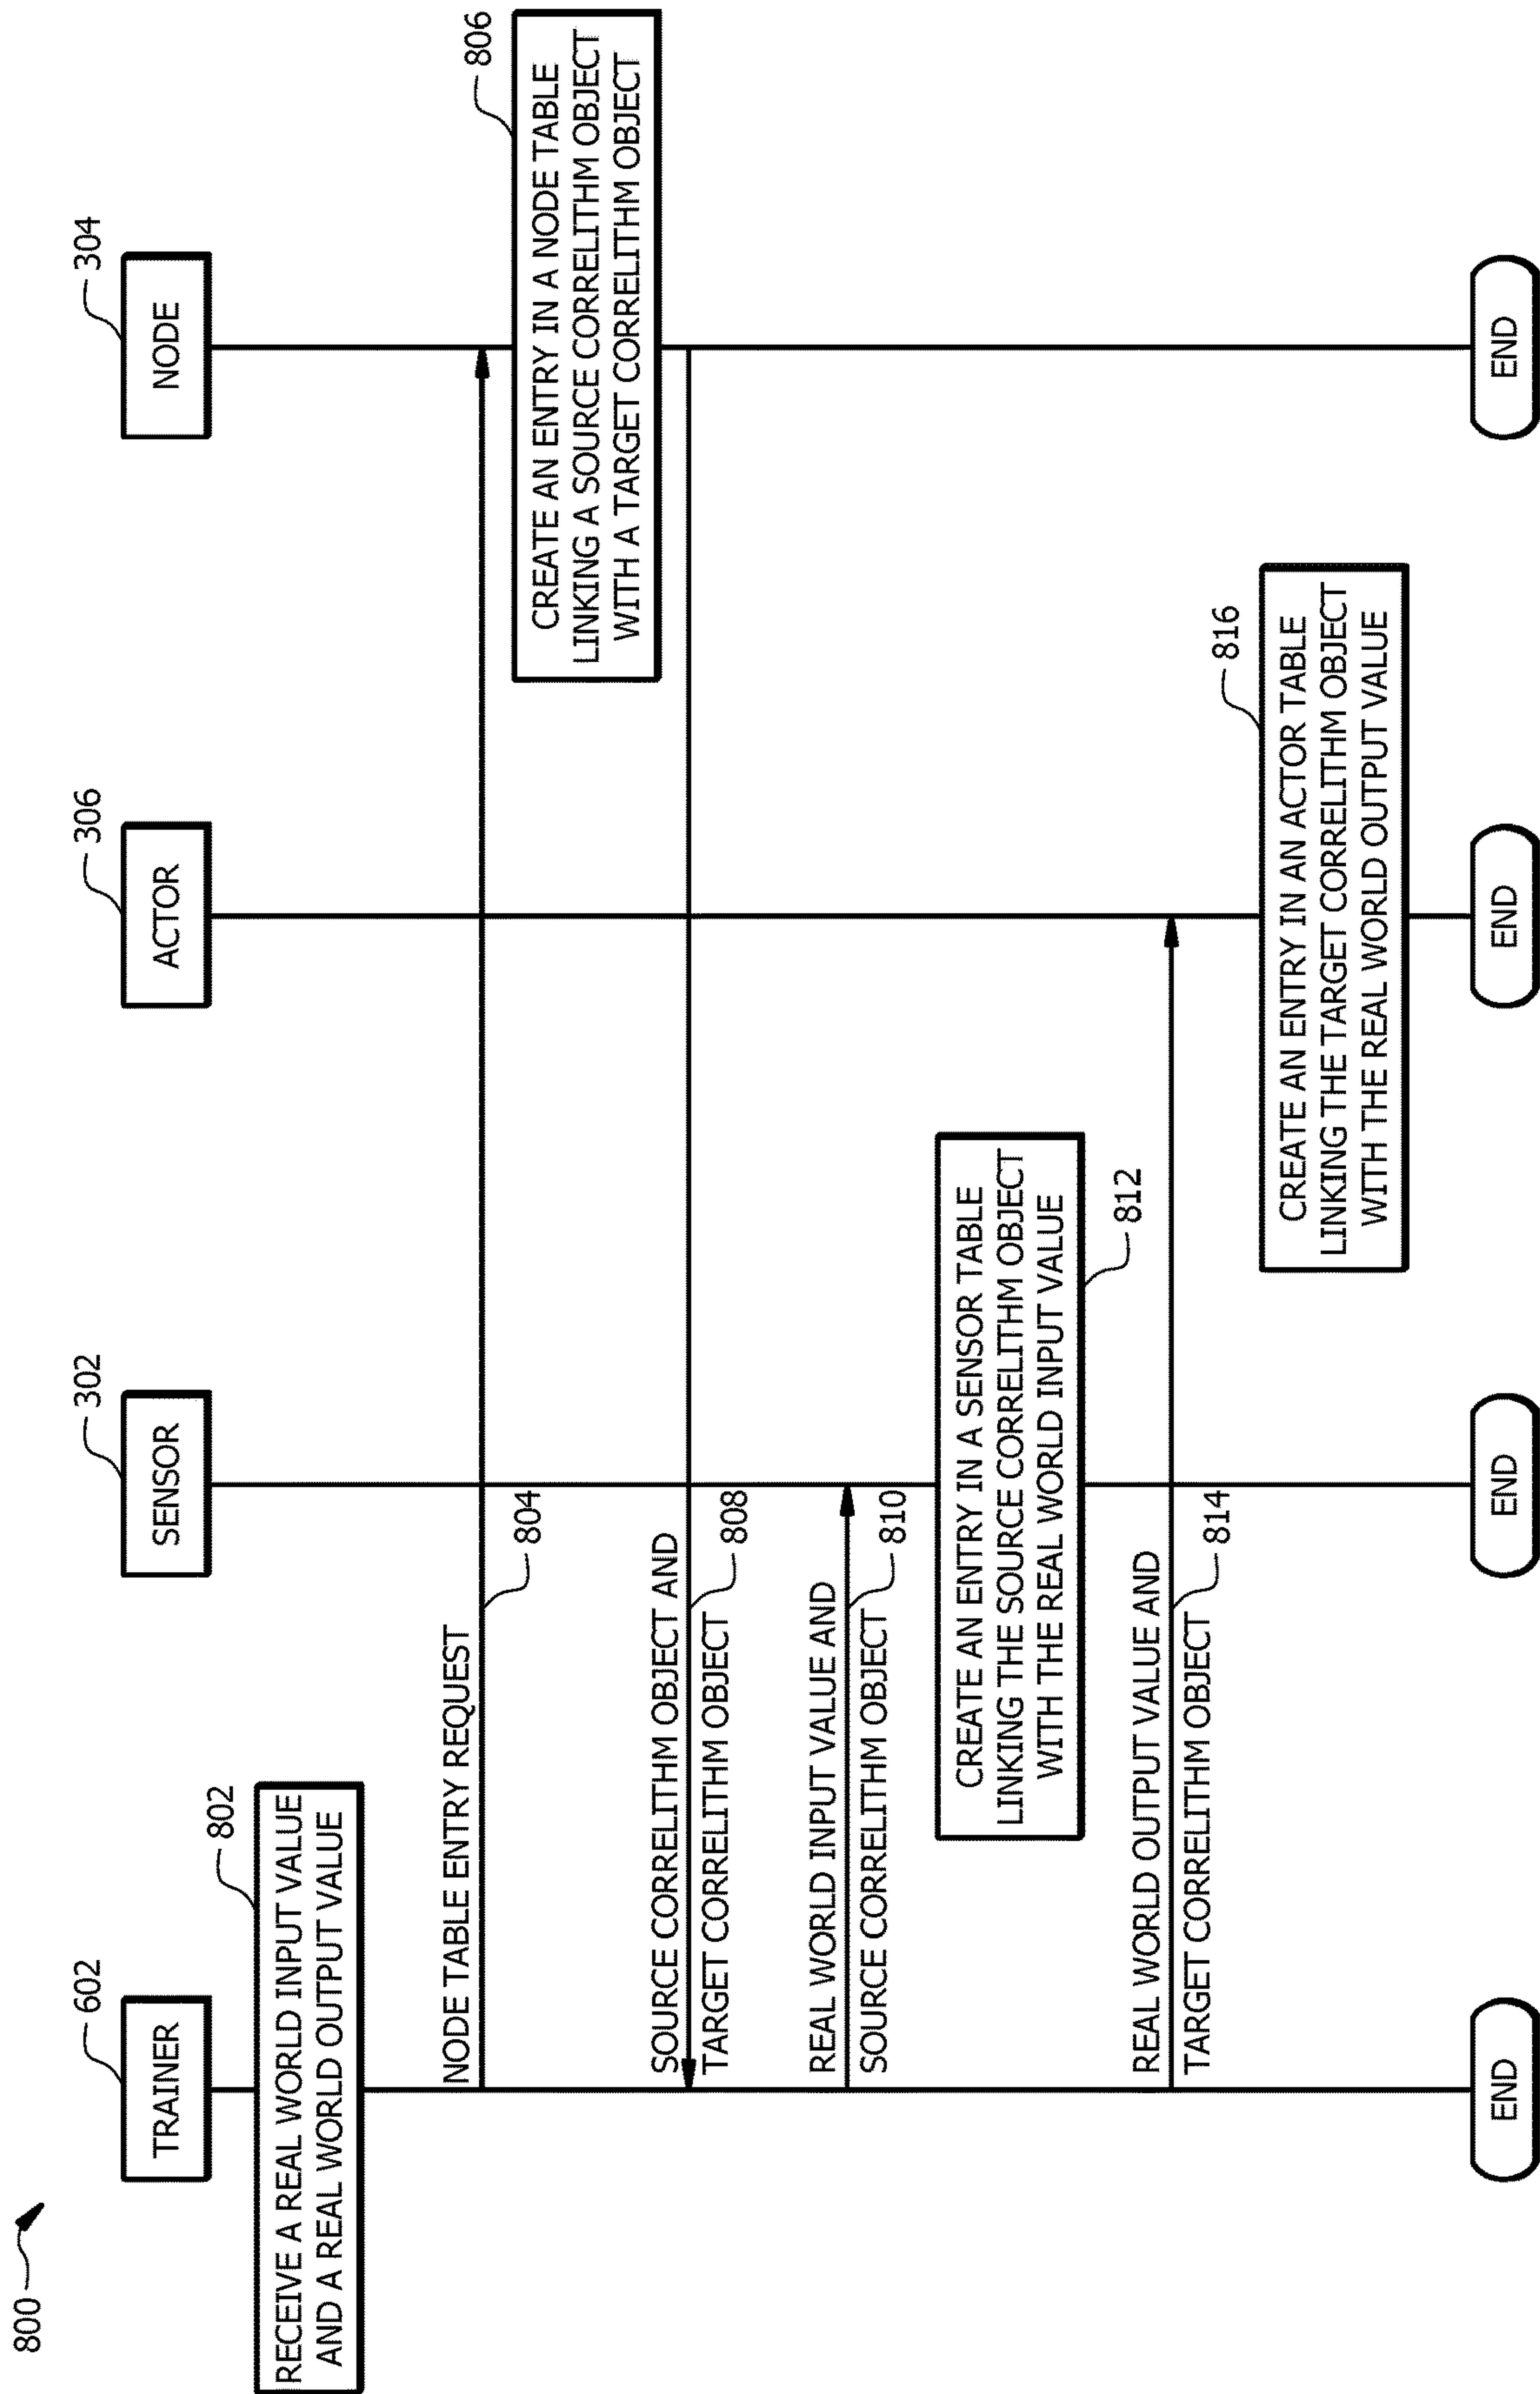 800
TRAINER
602
SENSOR
302
ACTOR
306
NODE
304
RECEIVE A REAL WORLD INPUT VALUE
AND A REAL WORLD OUTPUT VALUE
802
NODE TABLE ENTRY REQUEST
804
CREATE AN ENTRY IN A NODE TABLE
LINKING A SOURCE CORRELITHM OBJECT
WITH A TARGET CORRELITHM OBJECT
806
SOURCE CORRELITHM OBJECT AND
TARGET CORRELITHM OBJECT
808
REAL WORLD INPUT VALUE AND
SOURCE CORRELITHM OBJECT
810
CREATE AN ENTRY IN A SENSOR TABLE
LINKING THE SOURCE CORRELITHM OBJECT
WITH THE REAL WORLD INPUT VALUE
812
REAL WORLD OUTPUT VALUE AND
TARGET CORRELITHM OBJECT
814
CREATE AN ENTRY IN AN ACTOR TABLE
LINKING THE TARGET CORRELITHM OBJECT
WITH THE REAL WORLD OUTPUT VALUE
816
END
END
END
END